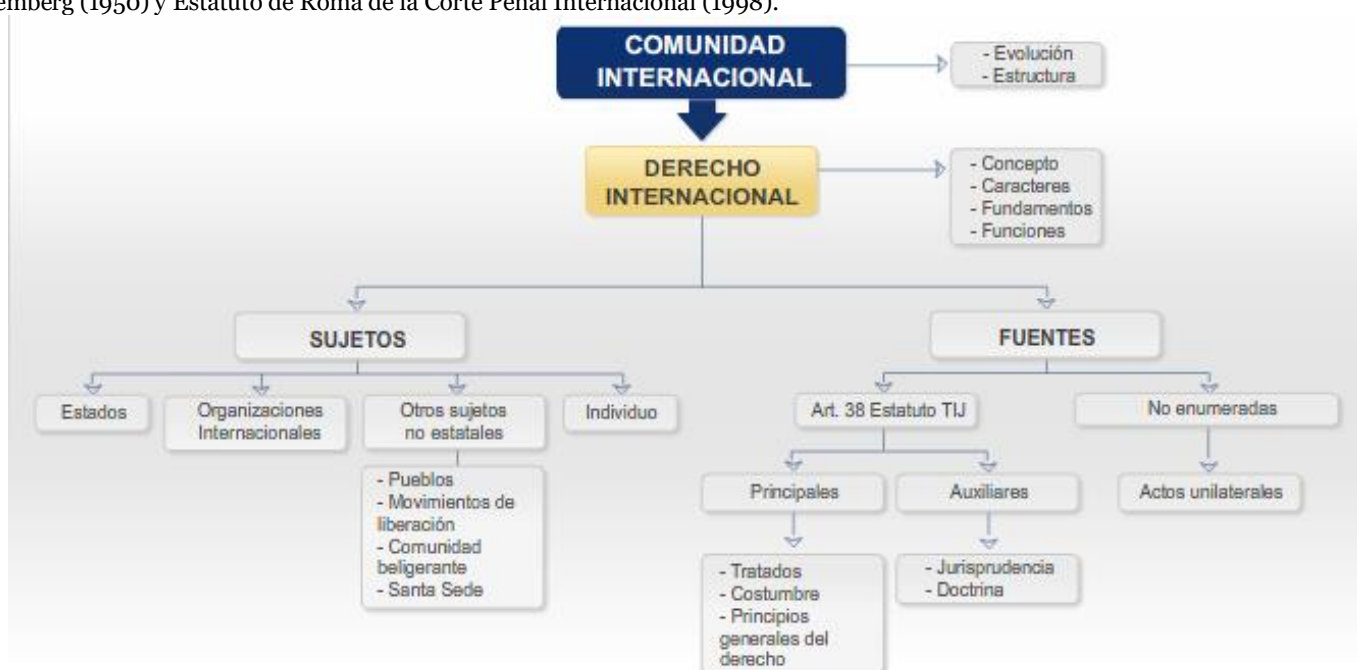 (1950) y Estatuto de Roma de la Corte Penal Internacional (1998).
COMUNIDAD
INTERNACIONAL
- Evolución
- Estructura
DERECHO
INTERNACIONAL
- Concepto
- Caracteres
- Fundamentos
- Funciones
SUJETOS
FUENTES
Estados
Organizaciones
Internacionales
Otros sujetos
no estatales
Individuo
Art. 38 Estatuto TIJ
No enumeradas
- Pueblos
- Movimientos de
liberación
- Comunidad
beligerante
- Santa Sede
Principales
Auxiliares
Actos unilaterales
- Tratados
- Costumbre
- Principios
generales del
derecho
- Jurisprudencia
- Doctrina